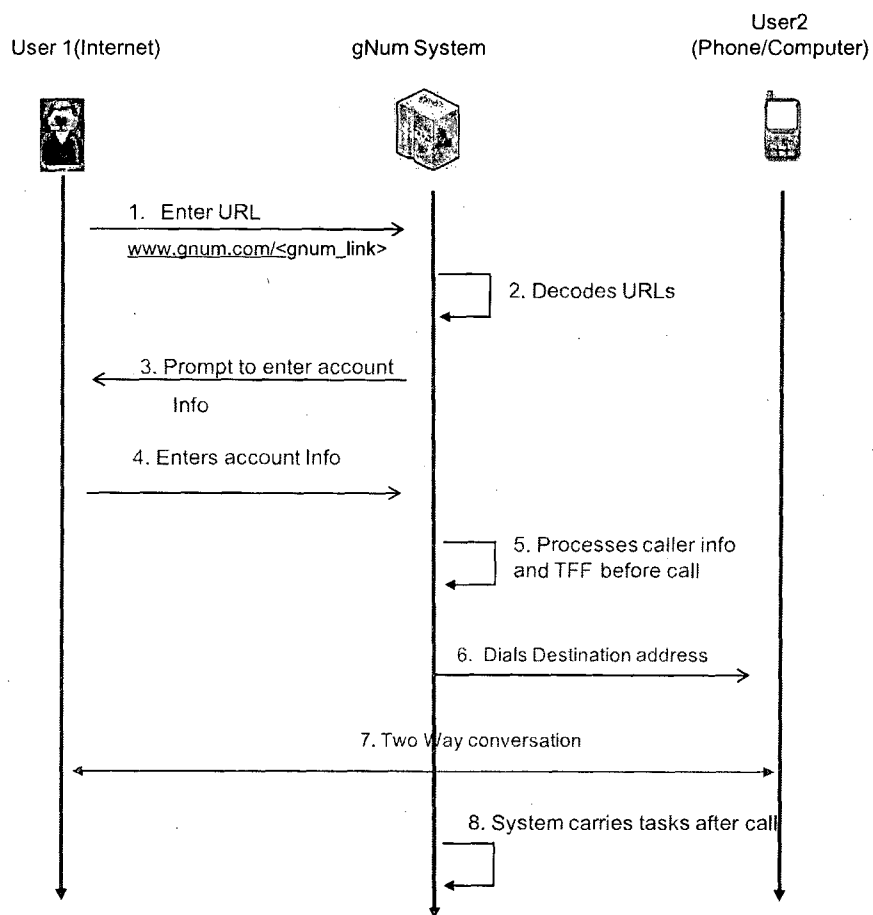 User 1(Internet)
gNum System
User2
(Phone/Computer)
1. Enter URL
www.gnum.com/<gnum_link>
2. Decodes URLs
3. Prompt to enter account
Info
4. Enters account Info
5. Processes caller info
and TFF before call
6. Dials Destination address
7. Two Way conversation
8. System carries tasks after call